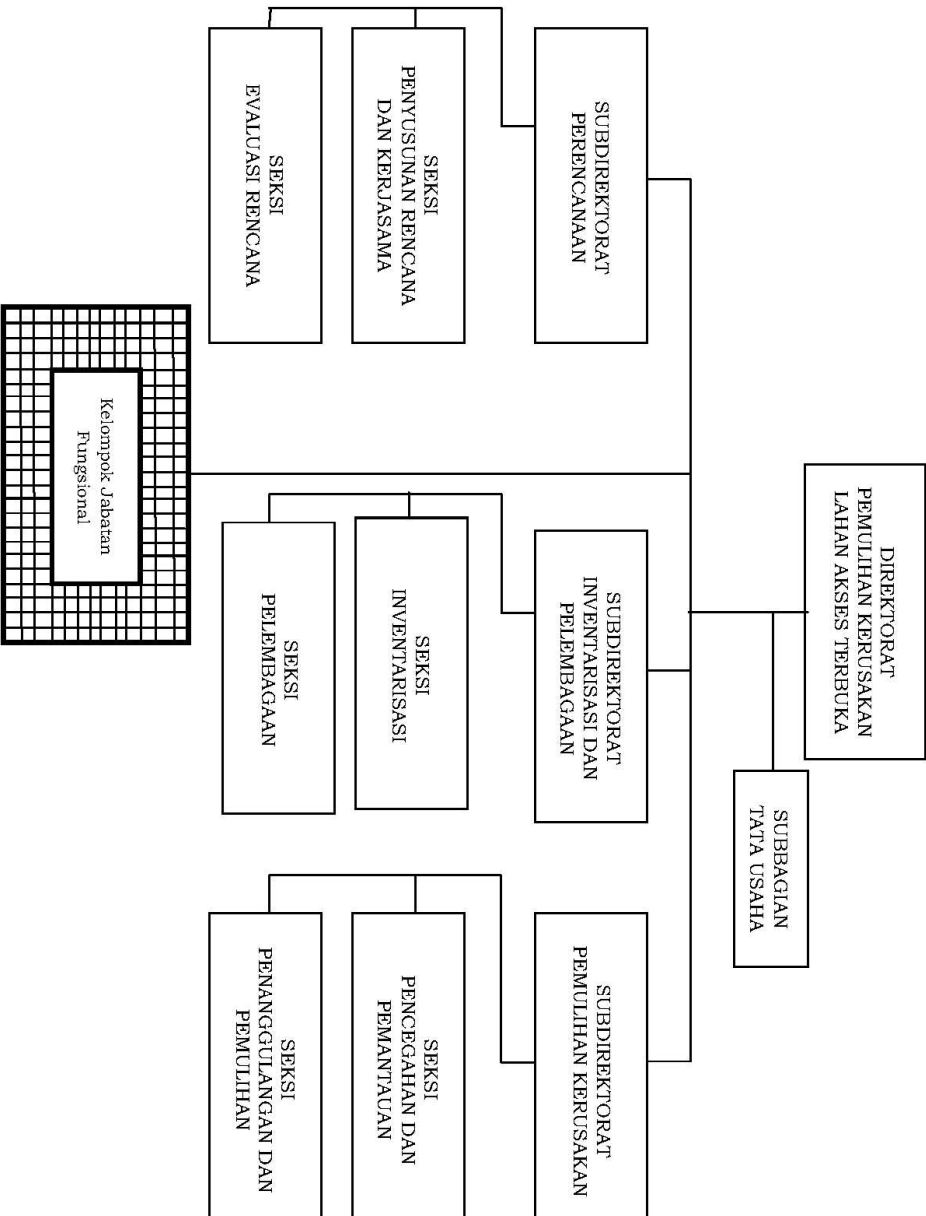 DIREKTORAT
PEMULIHAN KERUSAKAN
LAHAN AKSES TERBUKA
SUBBAGIAN
TATA USAHA
SUBDIREKTORAT
PERENCANAAN
SUBDIREKTORAT
INVENTARISASI DAN
PELEMBAGAAN
SUBDIREKTORAT
PEMULIHAN KERUSAKAN
SEKSI
PENYUSUNAN RENCANA
DAN KERJASAMA
SEKSI
INVENTARISASI
SEKSI
PENCEGAHAN DAN
PEMANTAUAN
SEKSI
EVALUASI RENCANA
SEKSI
PELEMBAGAAN
SEKSI
PENANGGULANGAN DAN
PEMULIHAN
Kelompok Jabatan
Fungsional